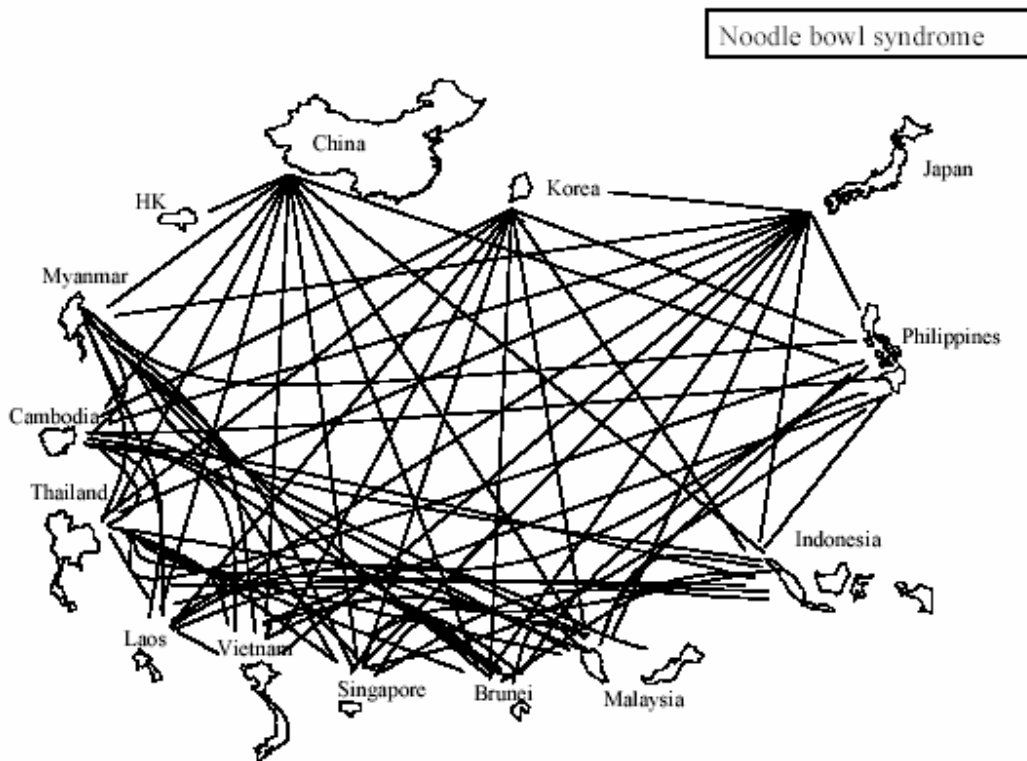 Noodle bowl syndrome
China
Korea
Japan
HK
Myanmar
Philippines
Cambodia
Thailand
Indonesia
Laos
Vietnam
Singapore
Brunei
Malaysia